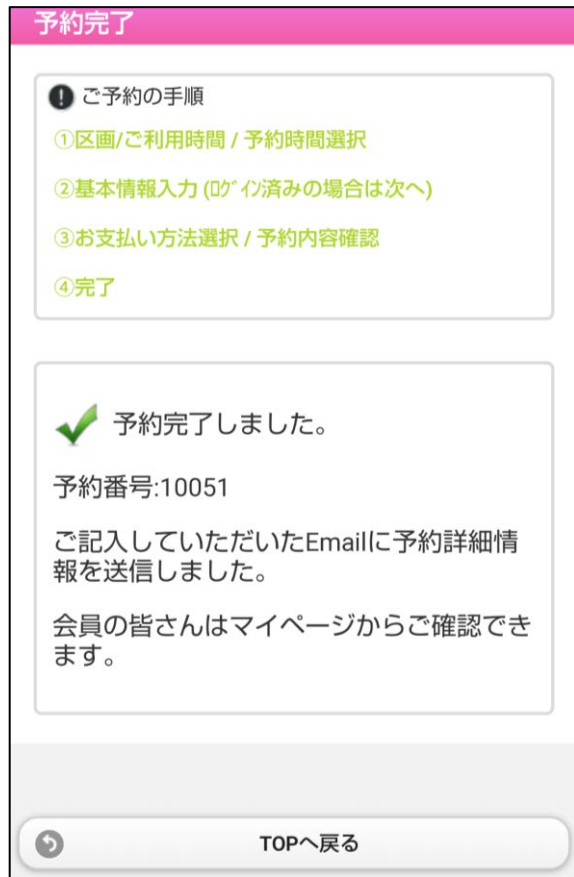 予約完了
ご予約の手順
①区画/ご利用時間 / 予約時間選択
②基本情報入力 (ﾛｸﾞｲﾝ済みの場合は次へ)
③お支払い方法選択 / 予約内容確認
④完了
予約完了しました。
予約番号:10051
ご記入していただいたEmailに予約詳細情
報を送信しました。
会員の皆さんはマイページからご確認でき
ます。
TOPへ戻る